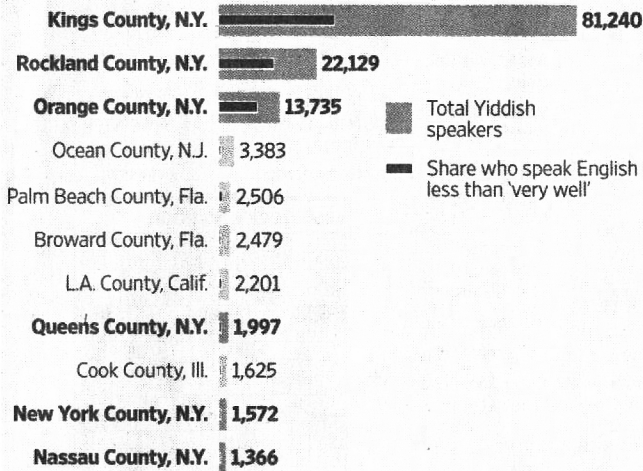 Kings County, N.Y. 81,240
Rockland County, N.Y. 22,129
Orange County, N.Y. 13,735
Total Yiddish
speakers
Ocean County, N.J. 3,383
Share who speak English
less than 'very well'
Palm Beach County, Fla. 2,506
Broward County, Fla. 2,479
L.A. County, Calif. 2,201
Queens County, N.Y. 1,997
Cook County, Ill. 1,625
New York County, N.Y. 1,572
Nassau County, N.Y. 1,366